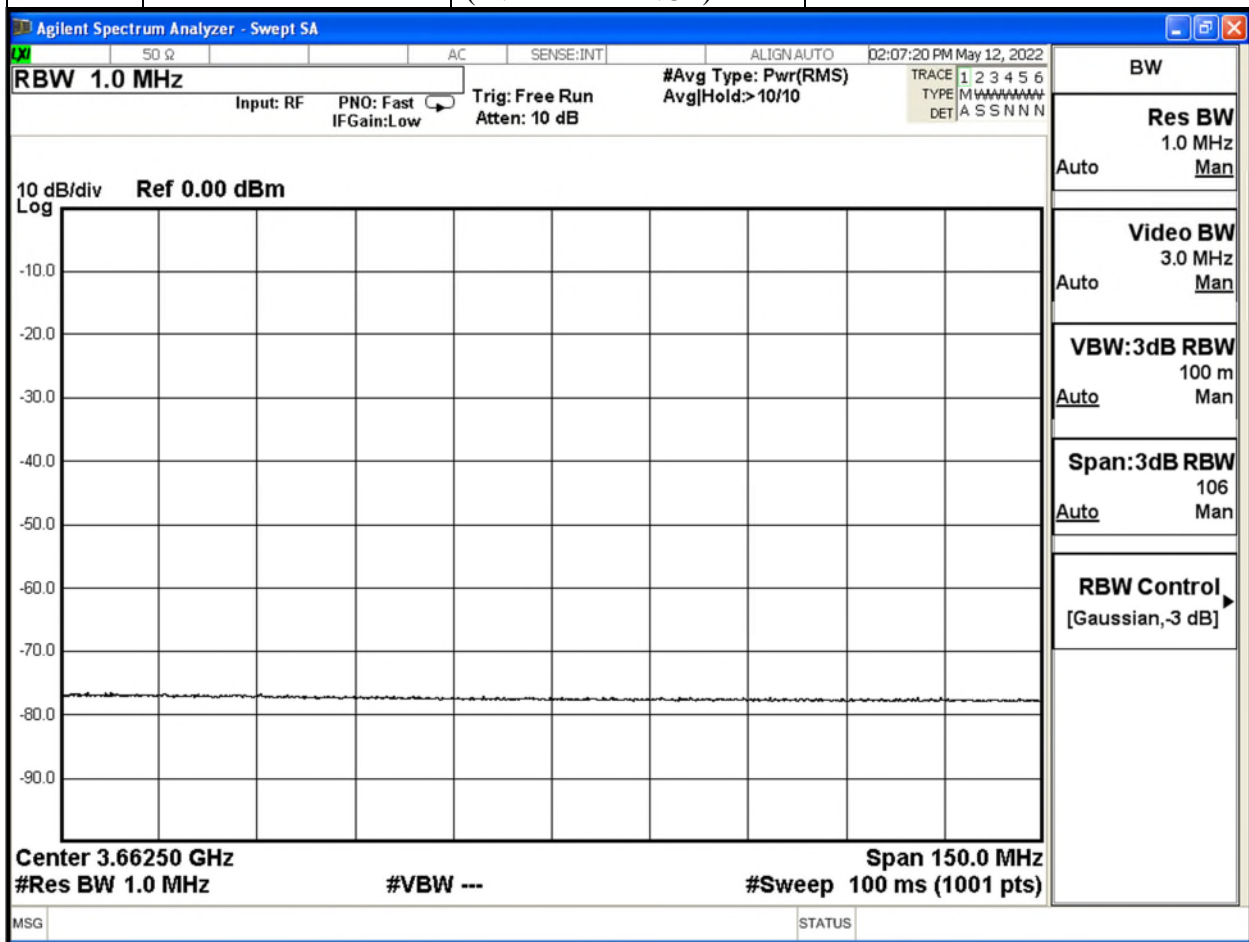 Agilent Spectrum Analyzer - Swept SA
LXI 50 Ω AC SENSE:INT ALIGN AUTO 02:07:20 PM May 12, 2022
RBW 1.0 MHz
Input: RF
PNO: Fast
IFGain:Low
Trig: Free Run
Atten: 10 dB
#Avg Type: Pwr(RMS)
Avg|Hold:>10/10
TRACE 1 2 3 4 5 6
TYPE M
DET A S S N N N
10 dB/div
Log
Ref 0.00 dBm
-10.0
-20.0
-30.0
-40.0
-50.0
-60.0
-70.0
-80.0
-90.0
Center 3.66250 GHz
Span 150.0 MHz
#Res BW 1.0 MHz
#VBW ---
#Sweep 100 ms (1001 pts)
MSG
STATUS
BW
Res BW
1.0 MHz
Auto Man
Video BW
3.0 MHz
Auto Man
VBW:3dB RBW
100 m
Auto Man
Span:3dB RBW
106
Auto Man
RBW Control
[Gaussian,-3 dB]